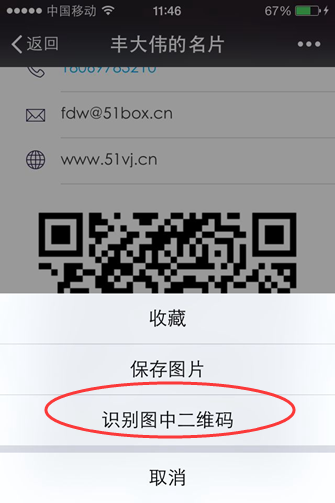 中国移动 11:46 67%
返回 丰大伟的名片
fdw@51box.cn
www.51vj.cn
收藏
保存图片
识别图中二维码
取消